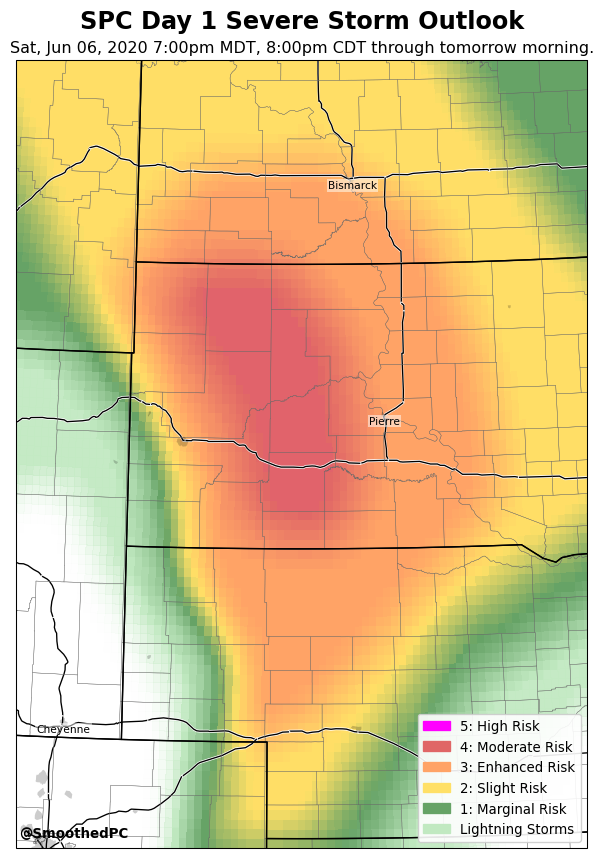 SPC Day 1 Severe Storm Outlook
Sat, Jun 06, 2020 7:00pm MDT, 8:00pm CDT through tomorrow morning.
Bismarck
Pierre
Cheyenne
5: High Risk
4: Moderate Risk
3: Enhanced Risk
2: Slight Risk
1: Marginal Risk
Lightning Storms
@SmoothedPC